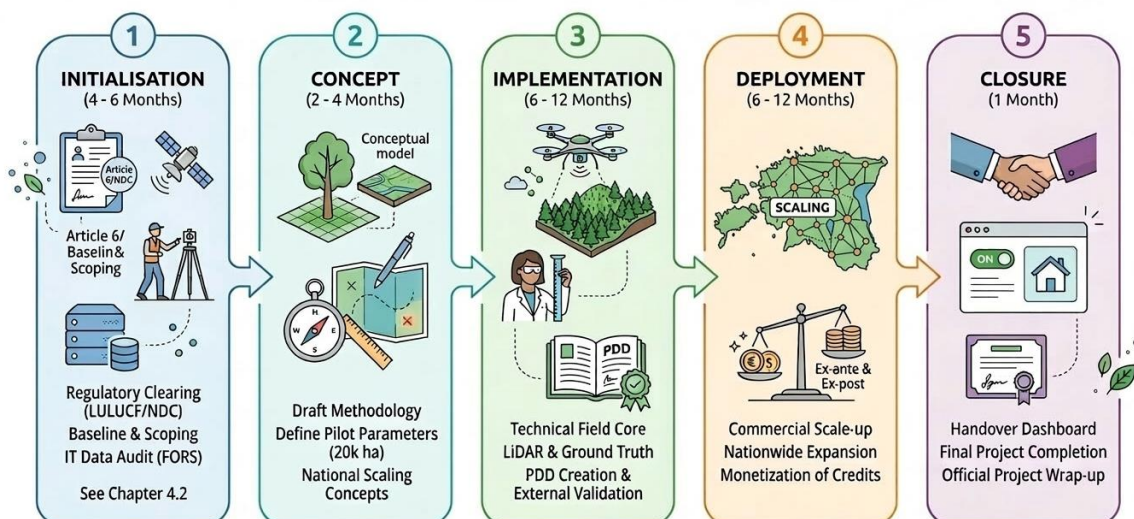 1
INITIALISATION
(4 - 6 Months)
Article
6/NDC
Article 6/
Baselin &
Scoping
Regulatory Clearing
(LULUCF/NDC)
Baseline & Scoping
IT Data Audit (FORS)
See Chapter 4.2
2
CONCEPT
(2 - 4 Months)
Conceptual
model
H
W E
S
Draft Methodology
Define Pilot Parameters
(20k ha)
National Scaling
Concepts
3
IMPLEMENTATION
(6 - 12 Months)
PDD
Technical Field Core
LiDAR & Ground Truth
PDD Creation &
External Validation
4
DEPLOYMENT
(6 - 12 Months)
SCALING
€ $
Ex-ante &
Ex-post
Commercial Scale-up
Nationwide Expansion
Monetization of Credits
5
CLOSURE
(1 Month)
ON
Handover Dashboard
Final Project Completion
Official Project Wrap-up